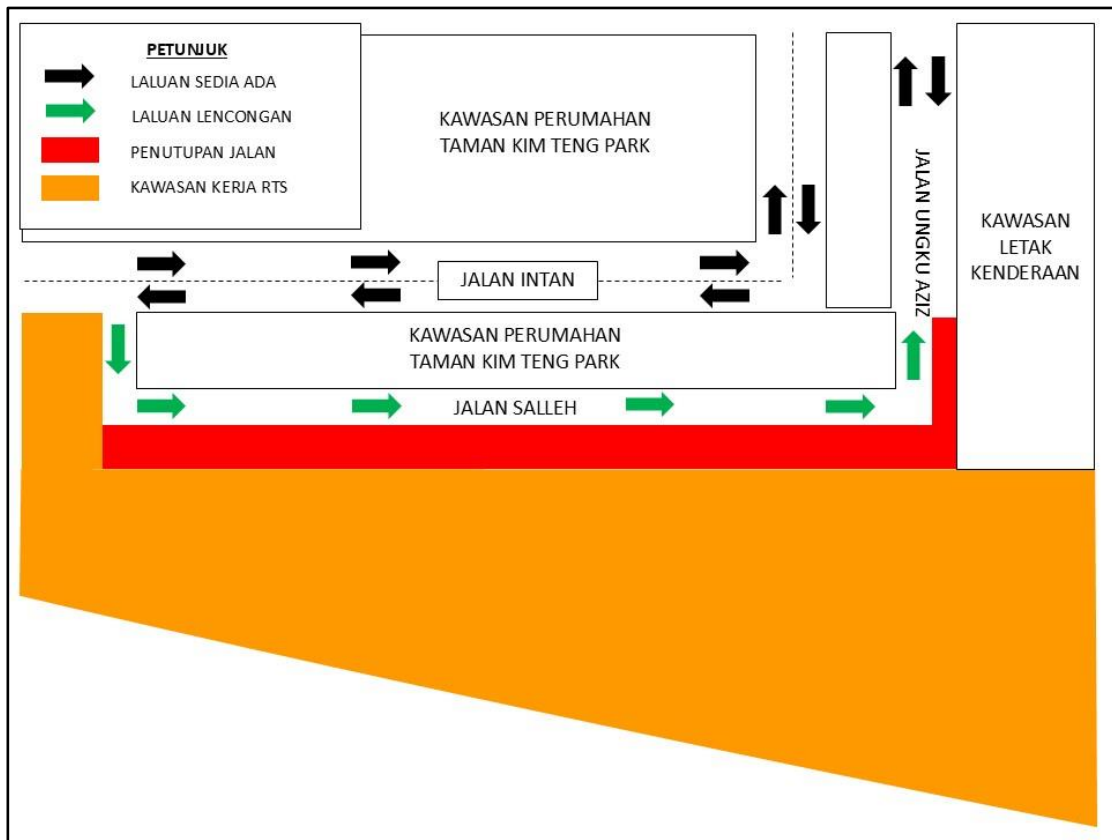 PETUNJUK
LALUAN SEDIA ADA
LALUAN LENCONGAN
PENUTUPAN JALAN
KAWASAN KERJA RTS
KAWASAN PERUMAHAN
TAMAN KIM TENG PARK
JALAN UNGKU AZIZ
KAWASAN
LETAK
KENDERAAN
JALAN INTAN
KAWASAN PERUMAHAN
TAMAN KIM TENG PARK
JALAN SALLEH